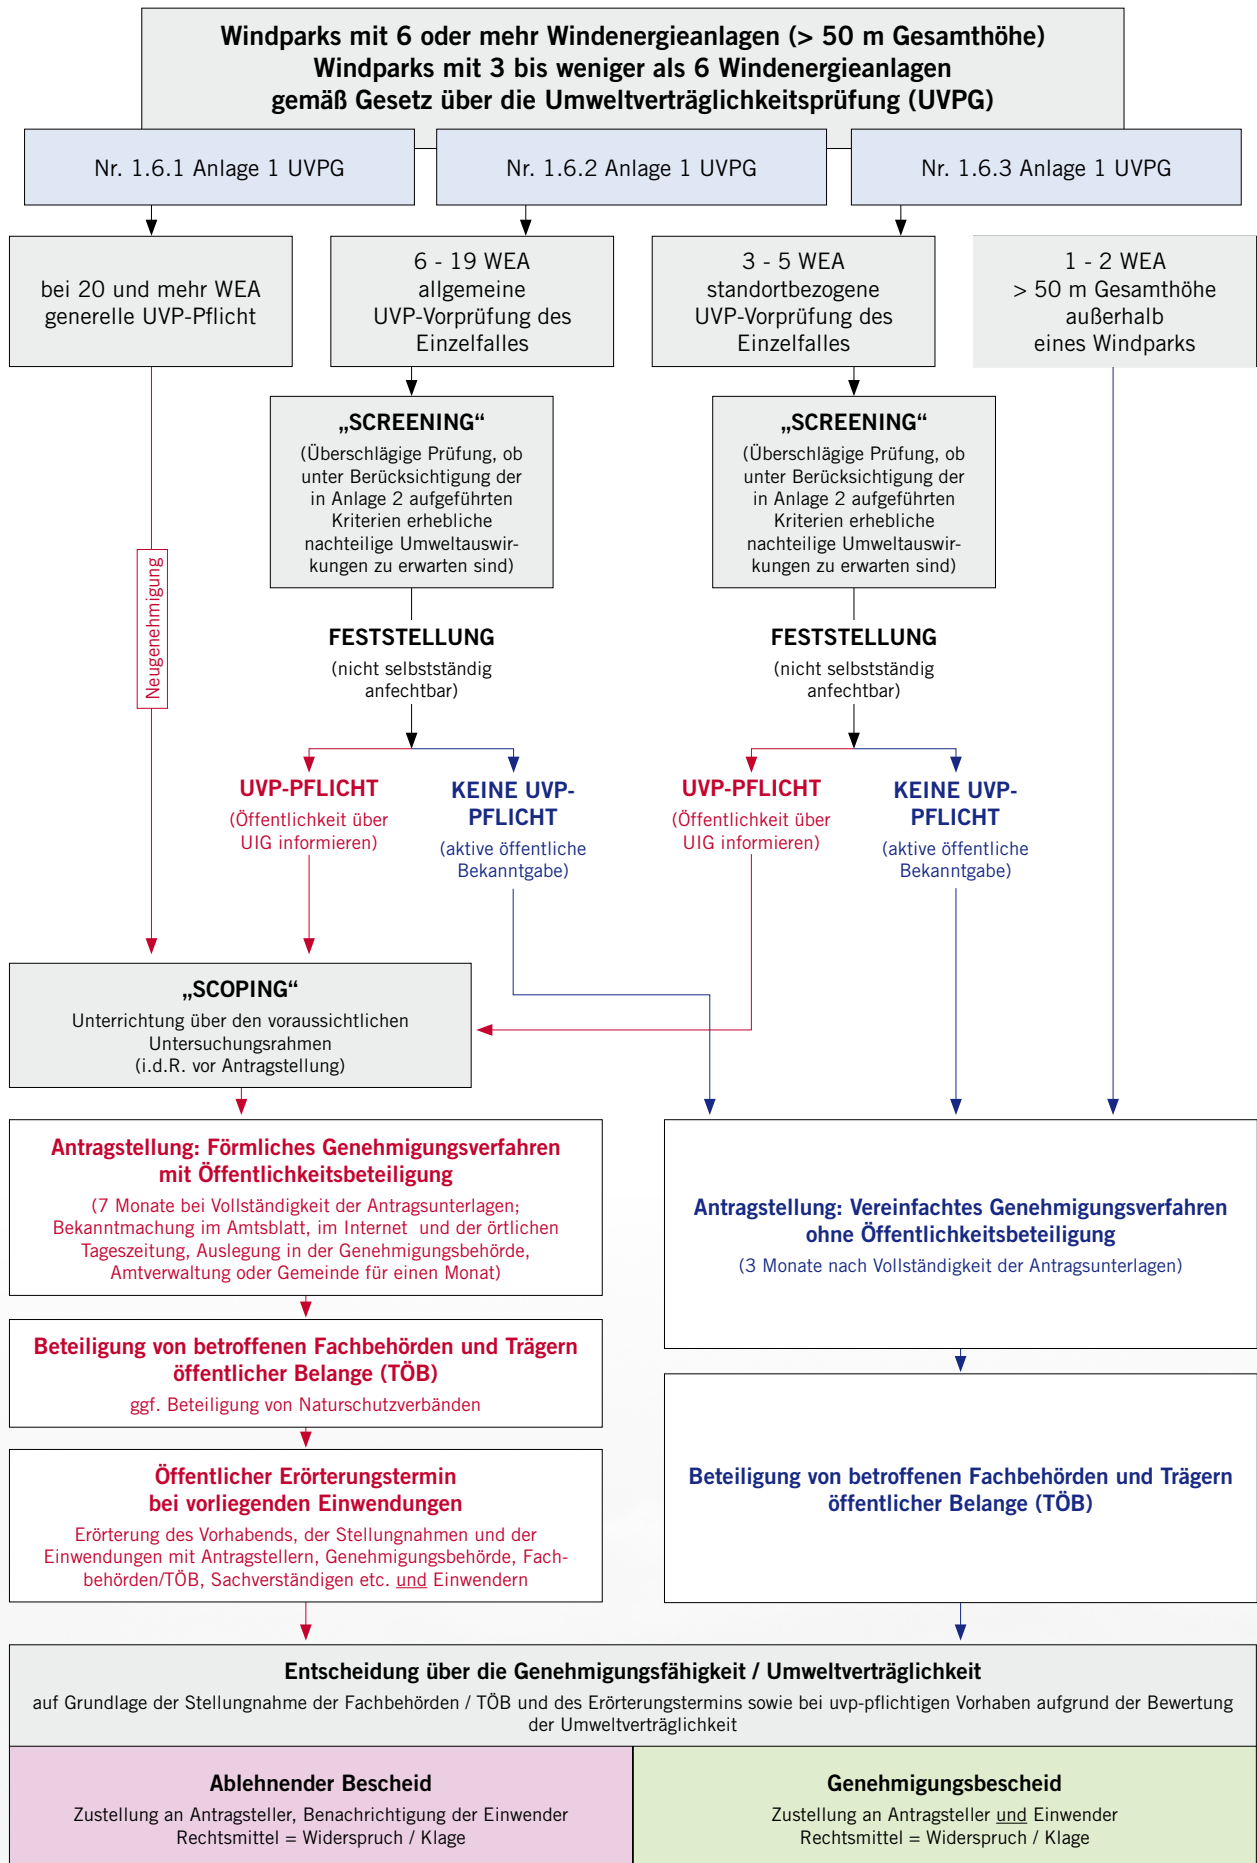 Windparks mit 6 oder mehr Windenergieanlagen (> 50 m Gesamthöhe)
Windparks mit 3 bis weniger als 6 Windenergieanlagen
gemäß Gesetz über die Umweltverträglichkeitsprüfung (UVPG)
Nr. 1.6.1 Anlage 1 UVPG
Nr. 1.6.2 Anlage 1 UVPG
Nr. 1.6.3 Anlage 1 UVPG
bei 20 und mehr WEA
generelle UVP-Pflicht
6 - 19 WEA
allgemeine
UVP-Vorprüfung des
Einzelfalles
3 - 5 WEA
standortbezogene
UVP-Vorprüfung des
Einzelfalles
1 - 2 WEA
> 50 m Gesamthöhe
außerhalb
eines Windparks
„SCREENING“
(Überschlägige Prüfung, ob
unter Berücksichtigung der
in Anlage 2 aufgeführten
Kriterien erhebliche
nachteilige Umweltauswir-
kungen zu erwarten sind)
„SCREENING“
(Überschlägige Prüfung, ob
unter Berücksichtigung der
in Anlage 2 aufgeführten
Kriterien erhebliche
nachteilige Umweltauswir-
kungen zu erwarten sind)
Neugenehmigung
FESTSTELLUNG
(nicht selbstständig
anfechtbar)
FESTSTELLUNG
(nicht selbstständig
anfechtbar)
UVP-PFLICHT
(Öffentlichkeit über
UIG informieren)
KEINE UVP-
PFLICHT
(aktive öffentliche
Bekanntgabe)
UVP-PFLICHT
(Öffentlichkeit über
UIG informieren)
KEINE UVP-
PFLICHT
(aktive öffentliche
Bekanntgabe)
„SCOPING“
Unterrichtung über den voraussichtlichen
Untersuchungsrahmen
(i.d.R. vor Antragstellung)
Antragstellung: Förmliches Genehmigungsverfahren
mit Öffentlichkeitsbeteiligung
(7 Monate bei Vollständigkeit der Antragsunterlagen;
Bekanntmachung im Amtsblatt, im Internet und der örtlichen
Tageszeitung, Auslegung in der Genehmigungsbehörde,
Amtverwaltung oder Gemeinde für einen Monat)
Antragstellung: Vereinfachtes Genehmigungsverfahren
ohne Öffentlichkeitsbeteiligung
(3 Monate nach Vollständigkeit der Antragsunterlagen)
Beteiligung von betroffenen Fachbehörden und Trägern
öffentlicher Belange (TÖB)
ggf. Beteiligung von Naturschutzverbänden
Öffentlicher Erörterungstermin
bei vorliegenden Einwendungen
Erörterung des Vorhabends, der Stellungnahmen und der
Einwendungen mit Antragstellern, Genehmigungsbehörde, Fach-
behörden/TÖB, Sachverständigen etc. und Einwendern
Beteiligung von betroffenen Fachbehörden und Trägern
öffentlicher Belange (TÖB)
Entscheidung über die Genehmigungsfähigkeit / Umweltverträglichkeit
auf Grundlage der Stellungnahme der Fachbehörden / TÖB und des Erörterungstermins sowie bei uvp-pflichtigen Vorhaben aufgrund der Bewertung
der Umweltverträglichkeit
Ablehnender Bescheid
Zustellung an Antragsteller, Benachrichtigung der Einwender
Rechtsmittel = Widerspruch / Klage
Genehmigungsbescheid
Zustellung an Antragsteller und Einwender
Rechtsmittel = Widerspruch / Klage